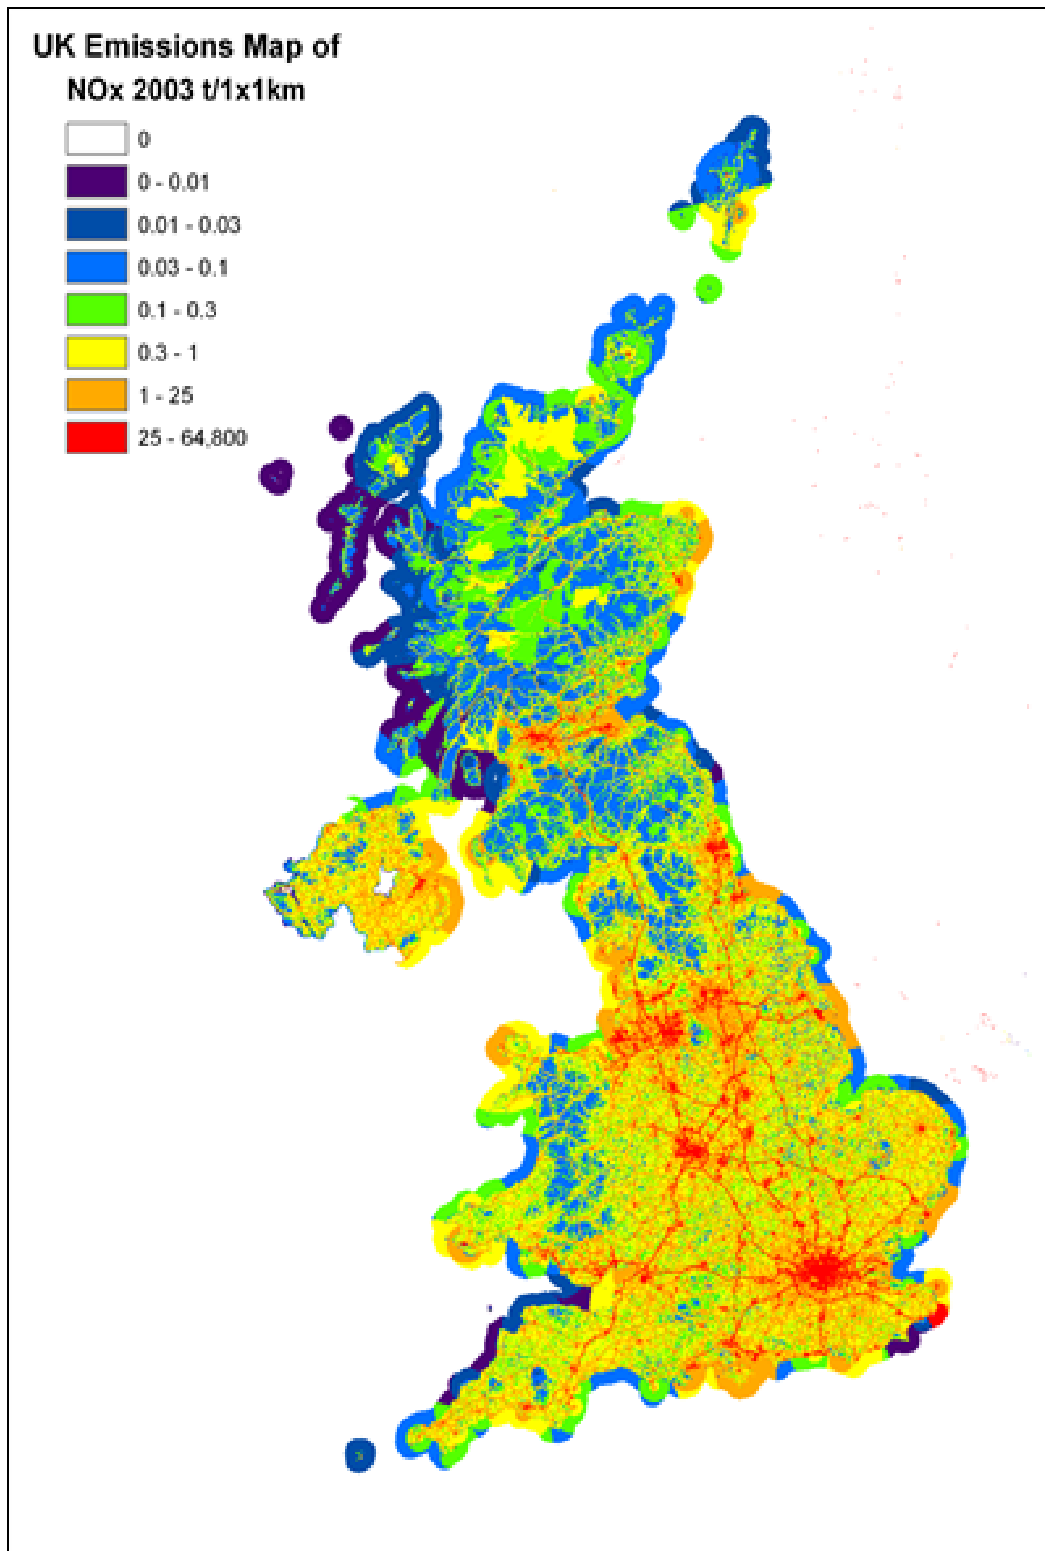 UK Emissions Map of
NOx 2003 t/1x1km
0
0 - 0.01
0.01 - 0.03
0.03 - 0.1
0.1 - 0.3
0.3 - 1
1 - 25
25 - 64,800